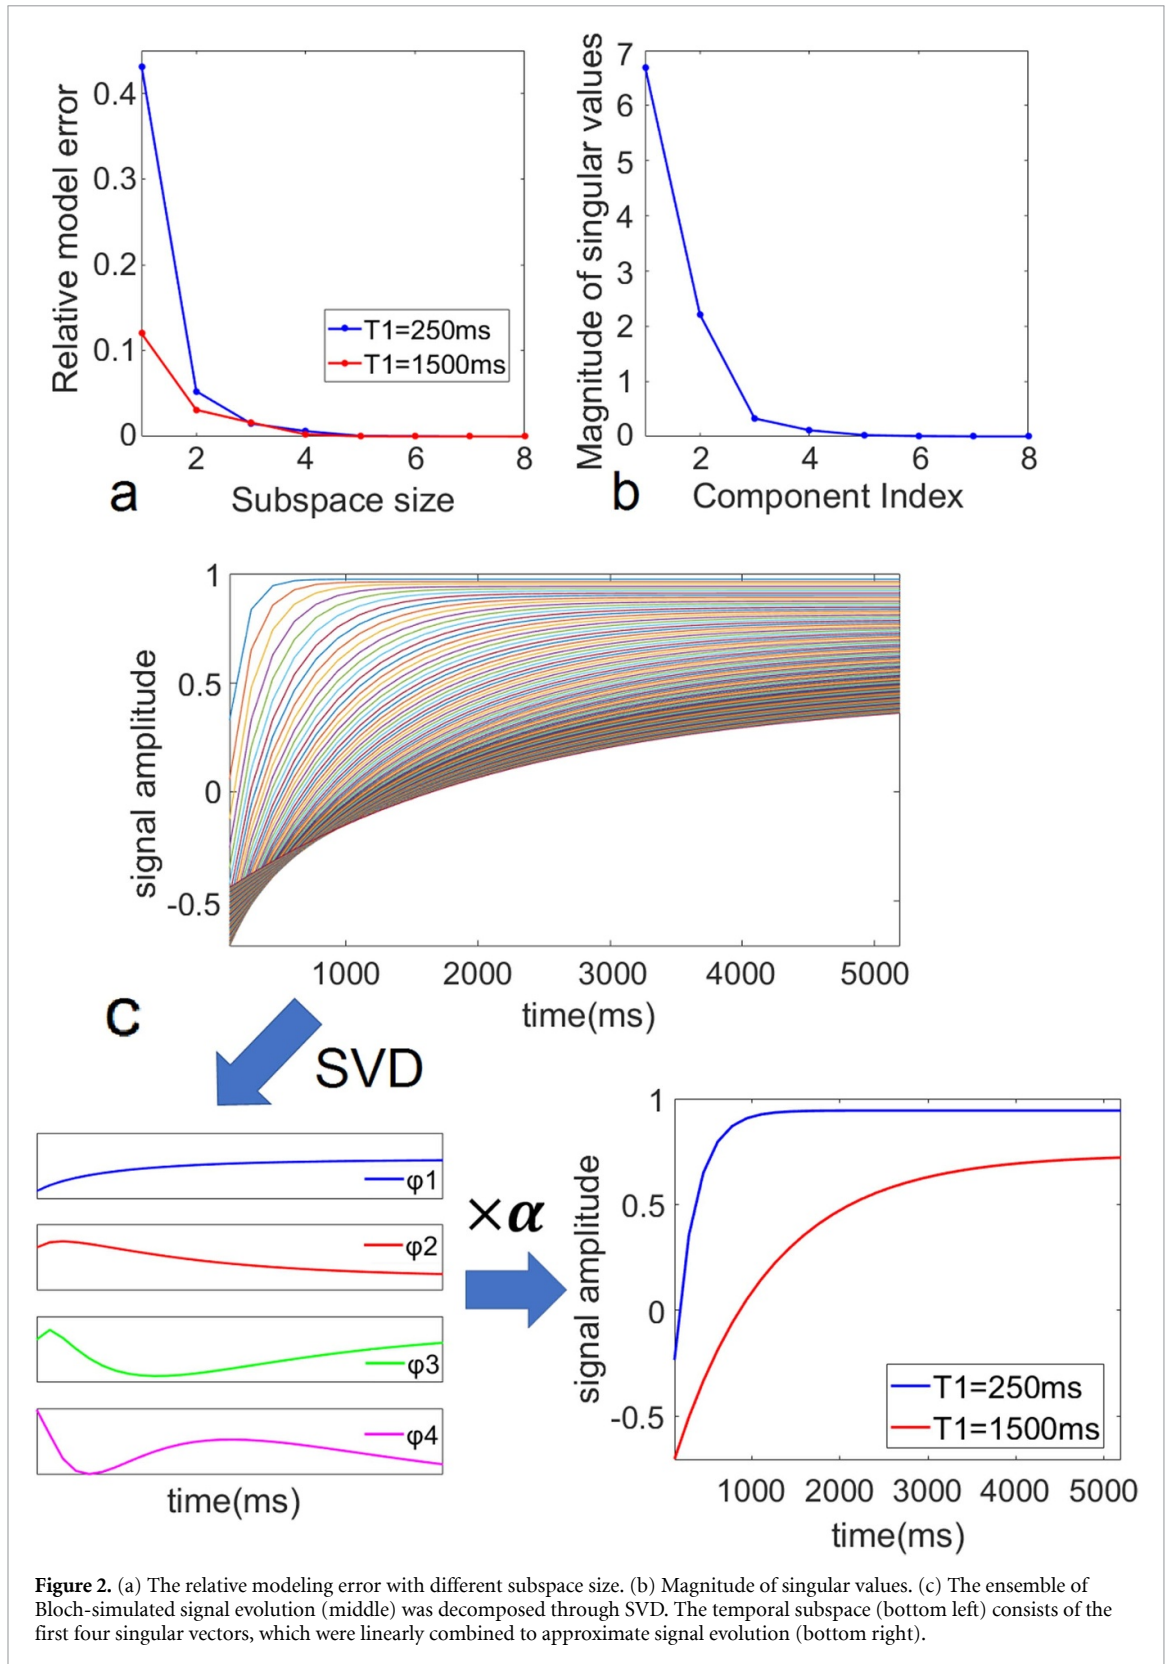 Relative model error
0.4
0.3
0.2
0.1
0
2
4
6
8
T1=250ms
T1=1500ms
Subspace size
a
Magnitude of singular values
7
6
5
4
3
2
1
0
2
4
6
8
Component Index
b
signal amplitude
1
0.5
0
-0.5
1000
2000
3000
4000
5000
time(ms)
c
SVD
φ1
φ2
φ3
φ4
time(ms)
×α
signal amplitude
1
0.5
0
-0.5
T1=250ms
T1=1500ms
1000
2000
3000
4000
5000
time(ms)
Figure 2. (a) The relative modeling error with different subspace size. (b) Magnitude of singular values. (c) The ensemble of
Bloch-simulated signal evolution (middle) was decomposed through SVD. The temporal subspace (bottom left) consists of the
first four singular vectors, which were linearly combined to approximate signal evolution (bottom right).